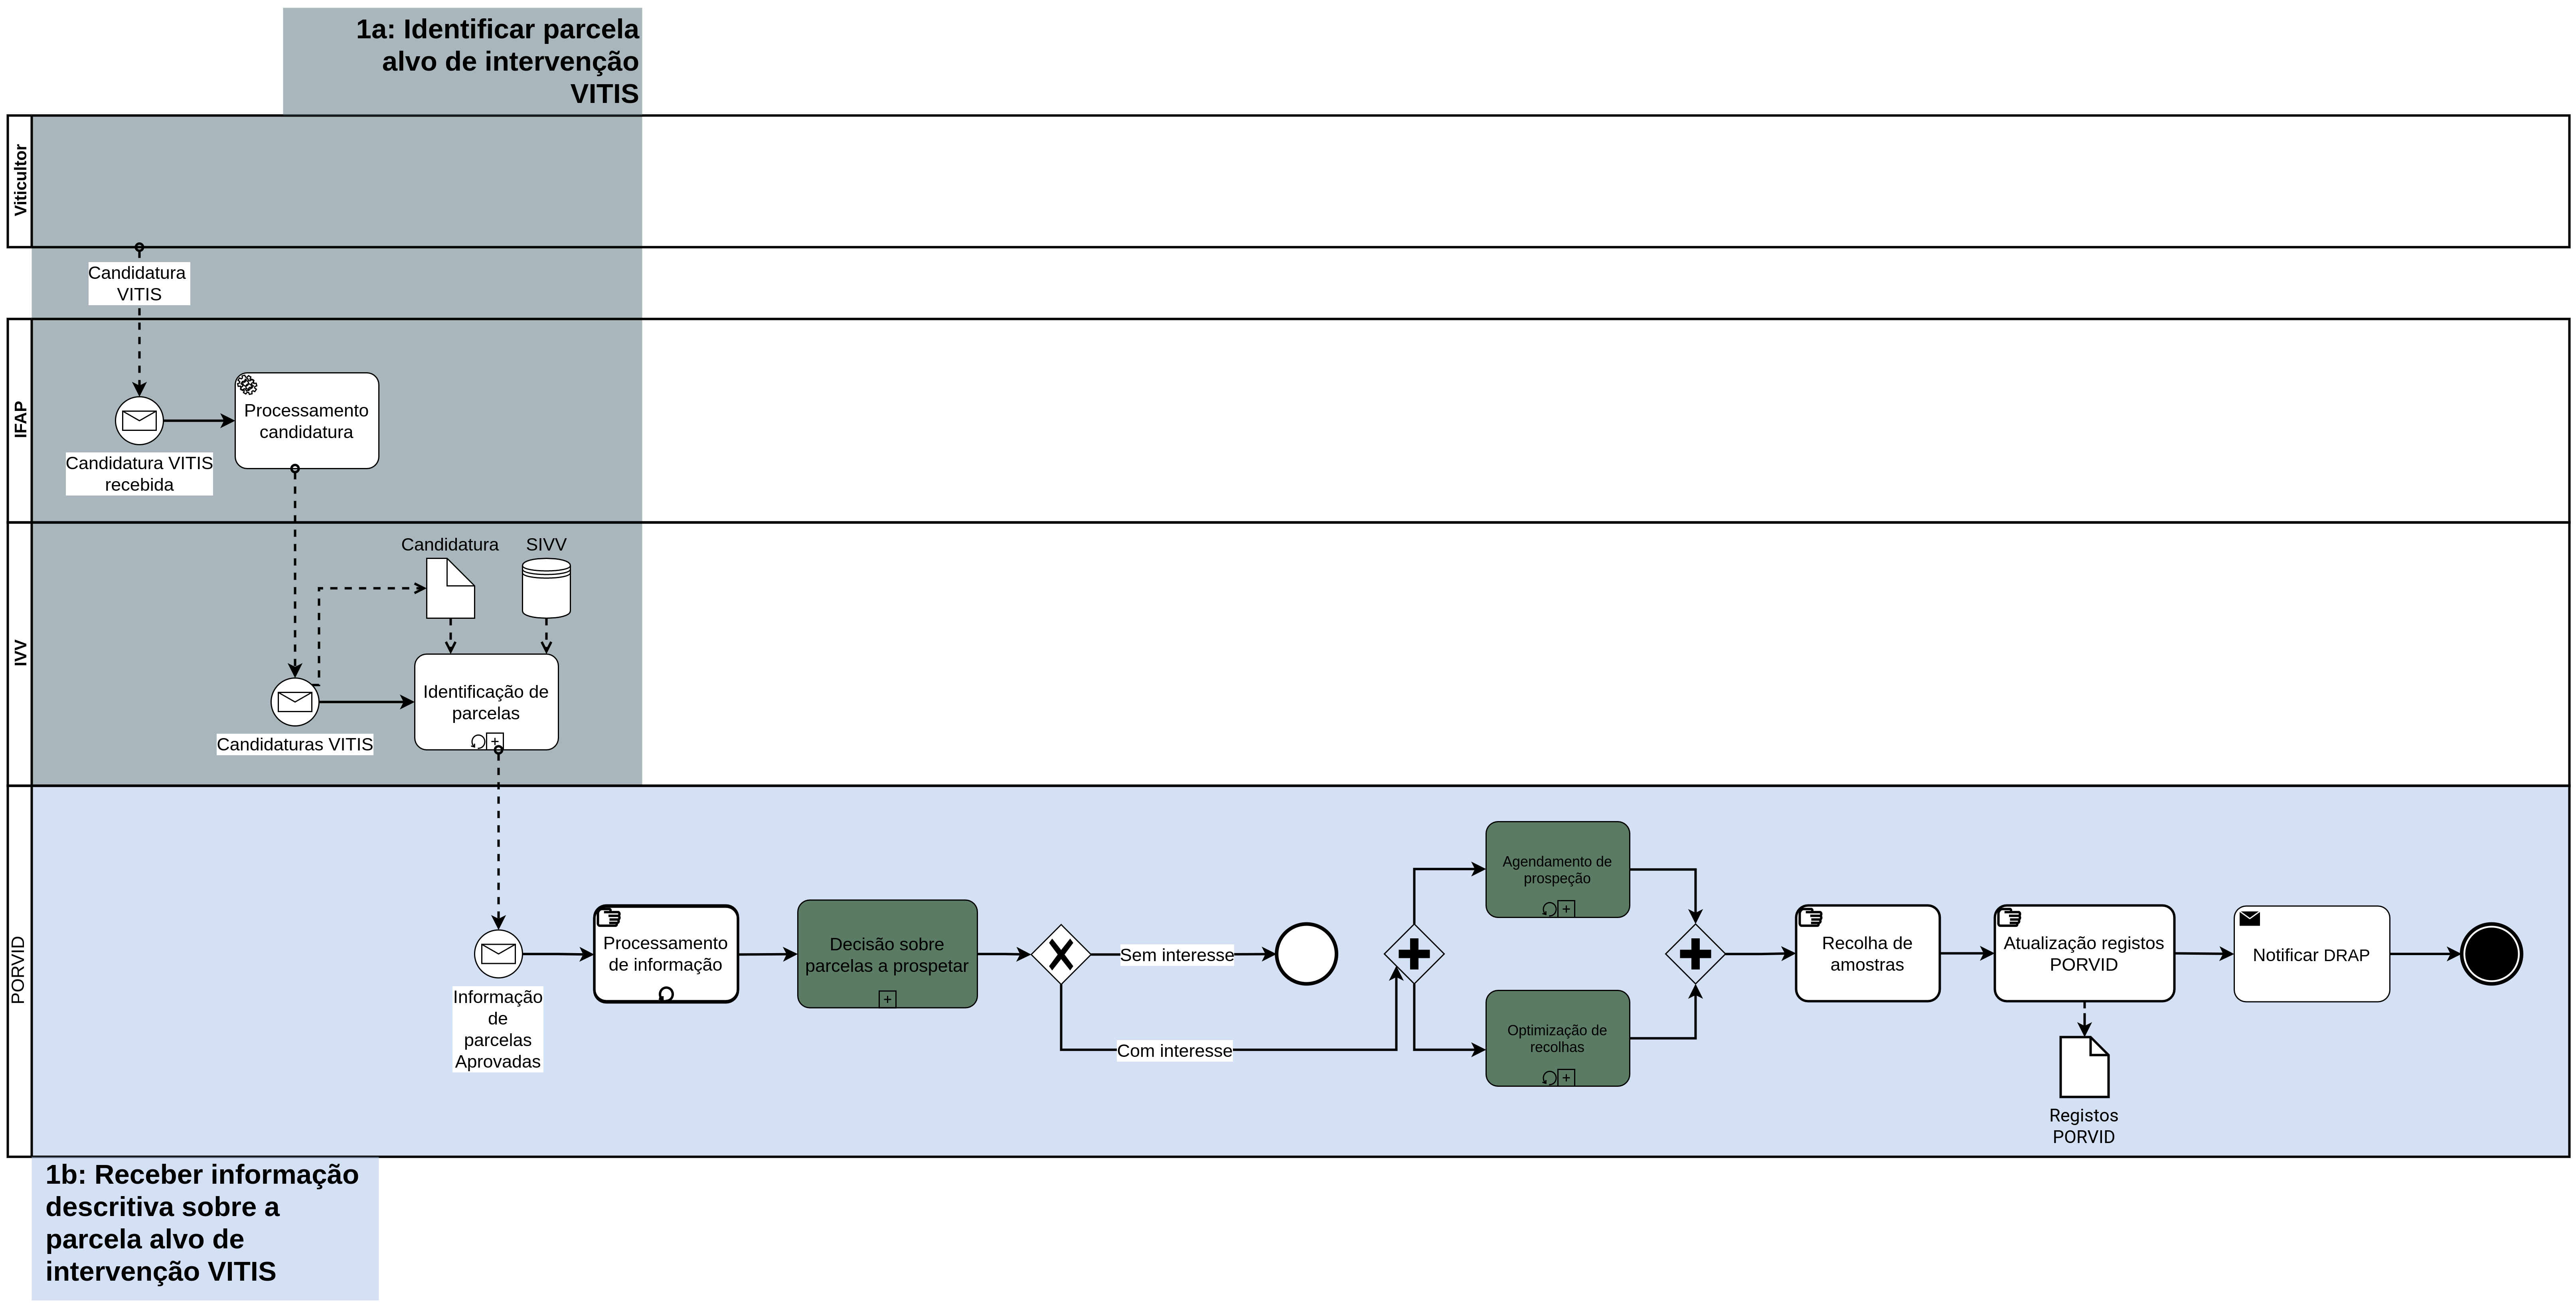 1a: Identificar parcela
alvo de intervenção
VITIS
Viticultor
Candidatura
VITIS
IFAP
Processamento
candidatura
Candidatura VITIS
recebida
IVV
Candidatura
SIVV
Identificação de
parcelas
Candidaturas VITIS
PORVID
Informação
de
parcelas
Aprovadas
Processamento
de informação
Decisão sobre
parcelas a prospetar
Sem interesse
Com interesse
Agendamento de
prospeção
Optimização de
recolhas
Recolha de
amostras
Atualização registos
PORVID
Registos
PORVID
Notificar DRAP
1b: Receber informação
descritiva sobre a
parcela alvo de
intervenção VITIS